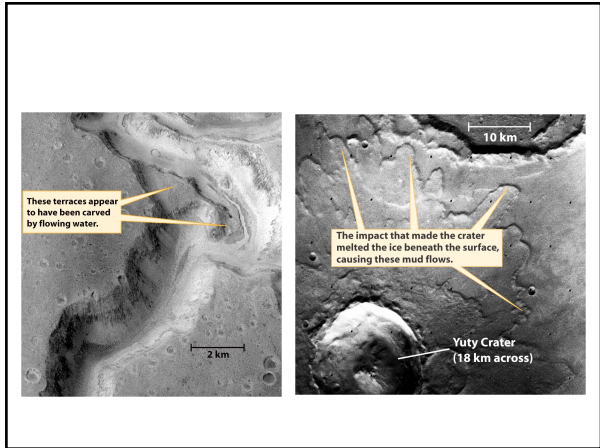 These terraces appear
to have been carved
by flowing water.
2 km
10 km
The impact that made the crater
melted the ice beneath the surface,
causing these mud flows.
Yuty Crater
(18 km across)